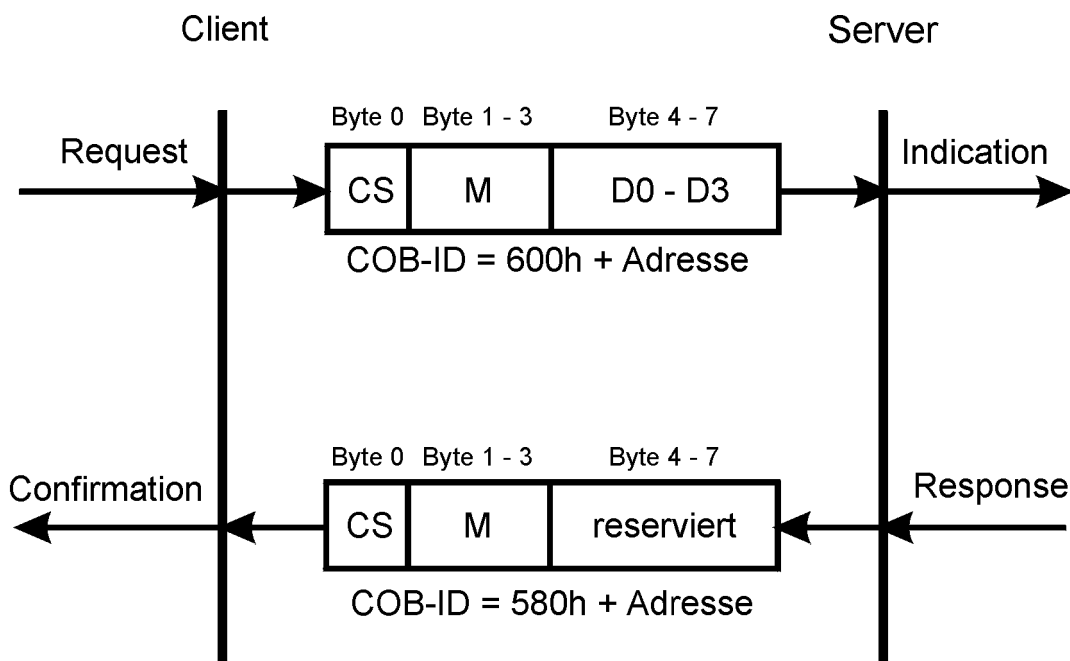 Client Server
Byte 0 Byte 1 - 3 Byte 4 - 7
Request Indication
CS M D0 - D3
COB-ID = 600h + Adresse
Byte 0 Byte 1 - 3 Byte 4 - 7
Confirmation Response
CS M reserviert
COB-ID = 580h + Adresse